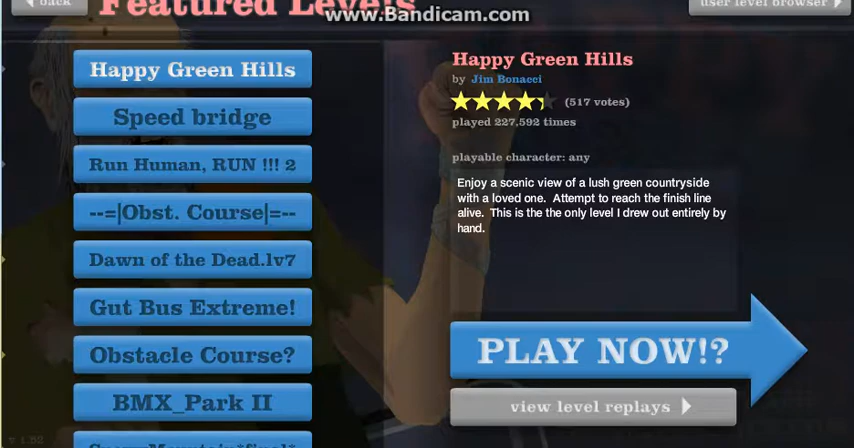 back
Featured Levels
www.Bandicam.com
user level browser
Happy Green Hills
Speed bridge
Run Human, RUN !!! 2
--=|Obst. Course|=--
Dawn of the Dead.lv7
Gut Bus Extreme!
Obstacle Course?
BMX_Park II
SnowyMountain*final*
v 1.52
Happy Green Hills
by Jim Bonacci
(517 votes)
played 227,592 times
playable character: any
Enjoy a scenic view of a lush green countryside
with a loved one. Attempt to reach the finish line
alive. This is the the only level I drew out entirely by
hand.
PLAY NOW!?
view level replays